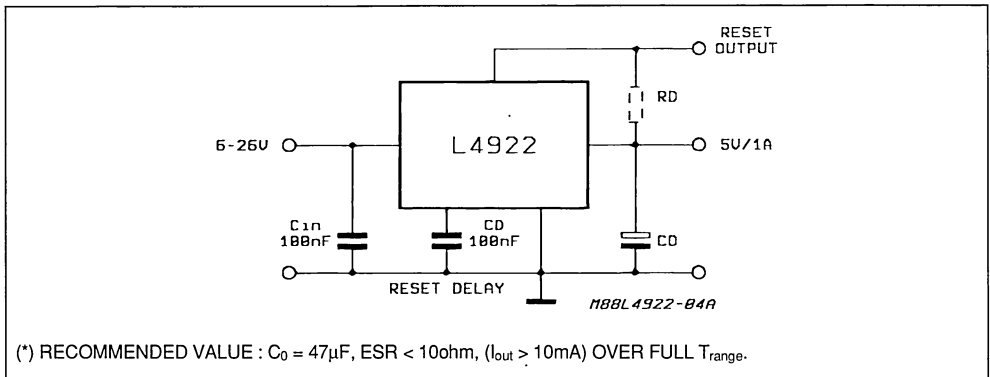 RESET
OUTPUT
RD
6-26V
L4922
5V/1A
Cin
100nF
CD
100nF
CO
RESET DELAY
M88L4922-04A
(*) RECOMMENDED VALUE : C₀ = 47µF, ESR < 10ohm, (Iout > 10mA) OVER FULL Trange.